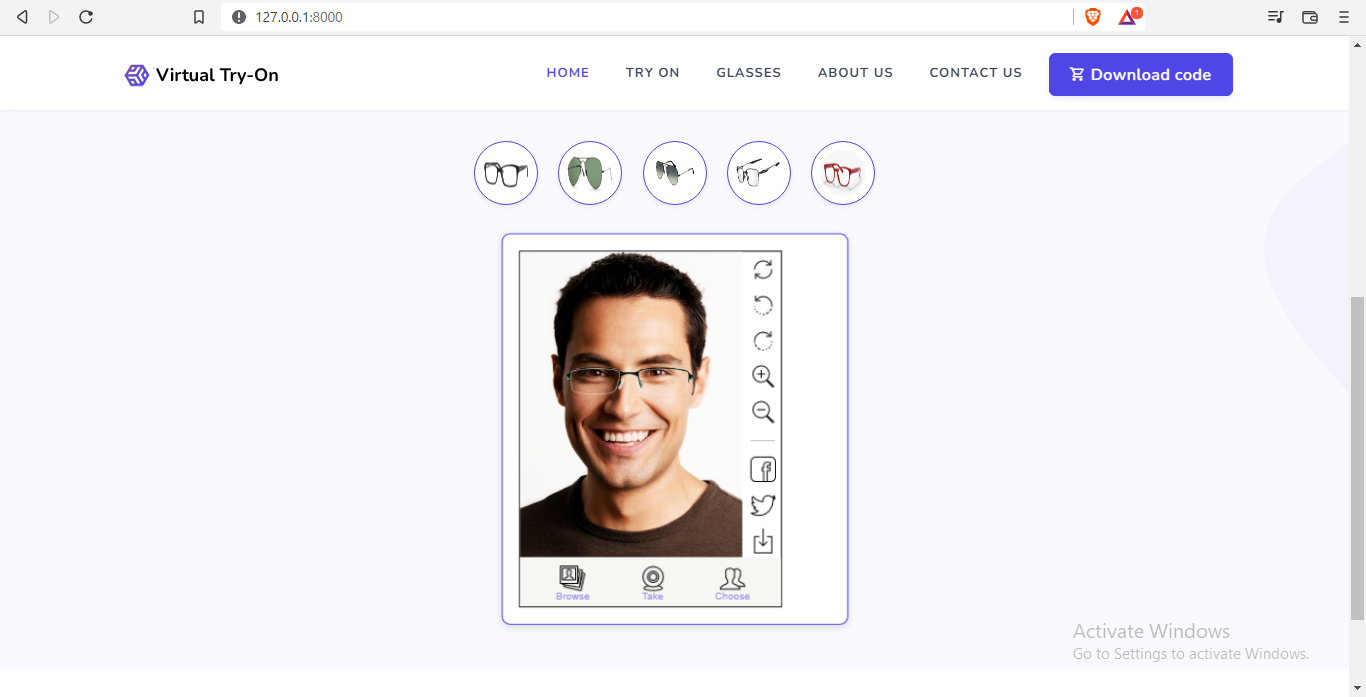 127.0.0.1:8000
1
Virtual Try-On
HOME
TRY ON
GLASSES
ABOUT US
CONTACT US
Download code
f
Browse
Take
Choose
Activate Windows
Go to Settings to activate Windows.